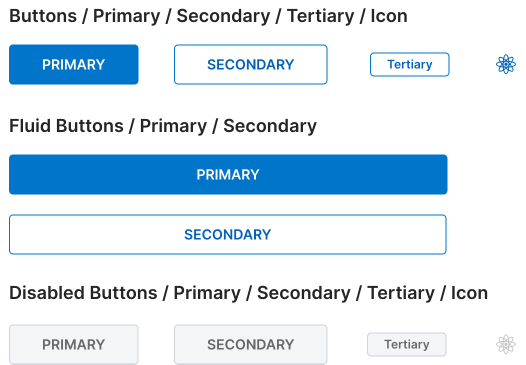 Buttons / Primary / Secondary / Tertiary / Icon
PRIMARY SECONDARY Tertiary
Fluid Buttons / Primary / Secondary
PRIMARY
SECONDARY
Disabled Buttons / Primary / Secondary / Tertiary / Icon
PRIMARY SECONDARY Tertiary